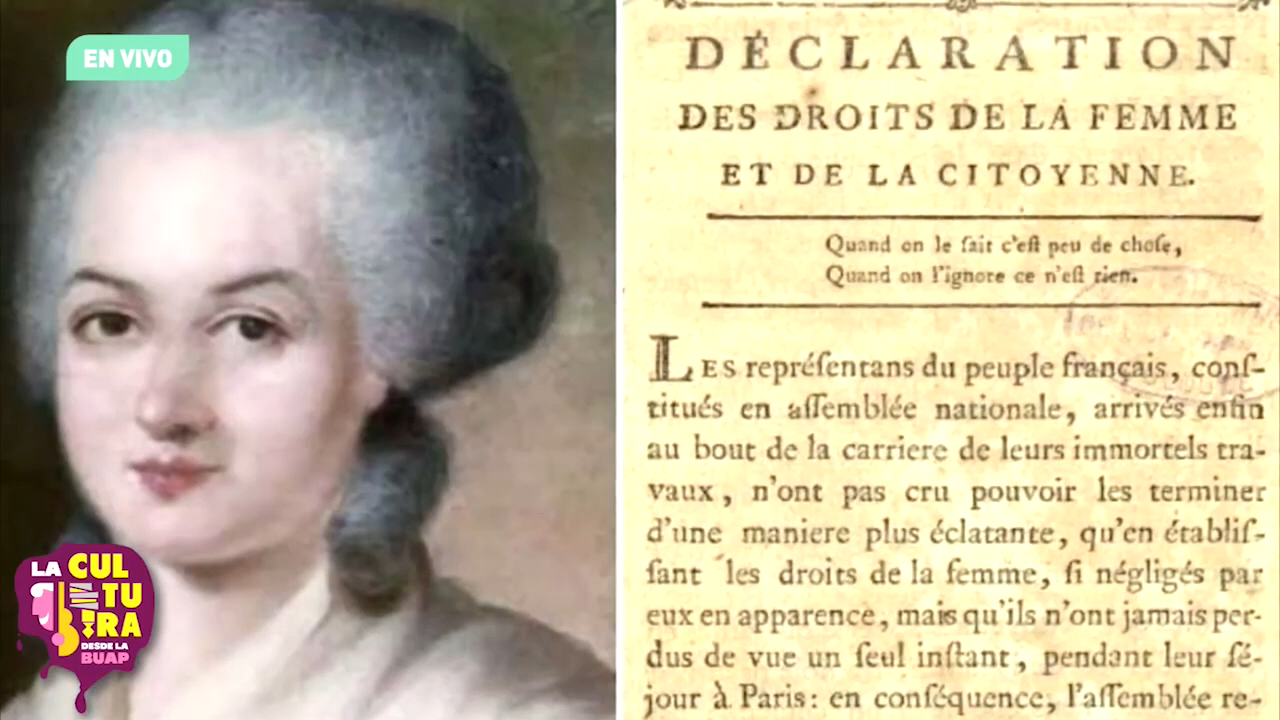 EN VIVO
DÉCLARATION
DES DROITS DE LA FEMME
ET DE LA CITOYENNE.
Quand on le ſait c'eſt peu de choſe,
Quand on l'ignore ce n'eſt rien.
LES repréſentans du peuple français, conſ-
titués en aſſemblée nationale, arrivés enfin
au bout de la carriere de leurs immortels tra-
vaux, n'ont pas cru pouvoir les terminer
d'une maniere plus éclatante, qu'en établiſ-
ſant les droits de la femme, ſi négligés par
eux en apparence, mais qu'ils n'ont jamais per-
dus de vue un ſeul inſtant, pendant leur ſé-
jour à Paris: en conſéquence, l'aſſemblée re-
LA CUL
TU
RA
DESDE LA
BUAP